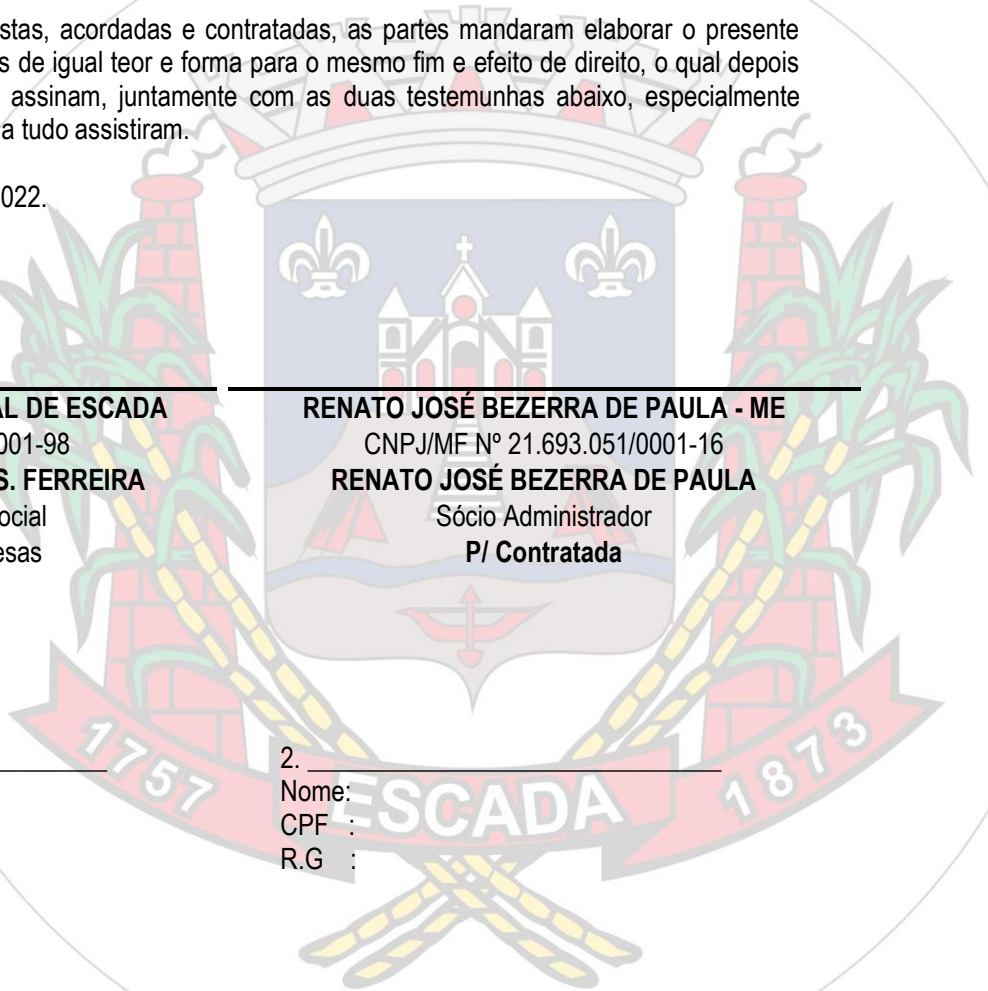 stas, acordadas e contratadas, as partes mandaram elaborar o presente
s de igual teor e forma para o mesmo fim e efeito de direito, o qual depois
assinam, juntamente com as duas testemunhas abaixo, especialmente
a tudo assistiram.
022.
AL DE ESCADA
001-98
S. FERREIRA
ocial
esas
RENATO JOSÉ BEZERRA DE PAULA - ME
CNPJ/MF Nº 21.693.051/0001-16
RENATO JOSÉ BEZERRA DE PAULA
Sócio Administrador
P/ Contratada
2. ______________________________
Nome:
CPF :
R.G :
1757 ESCADA 1873